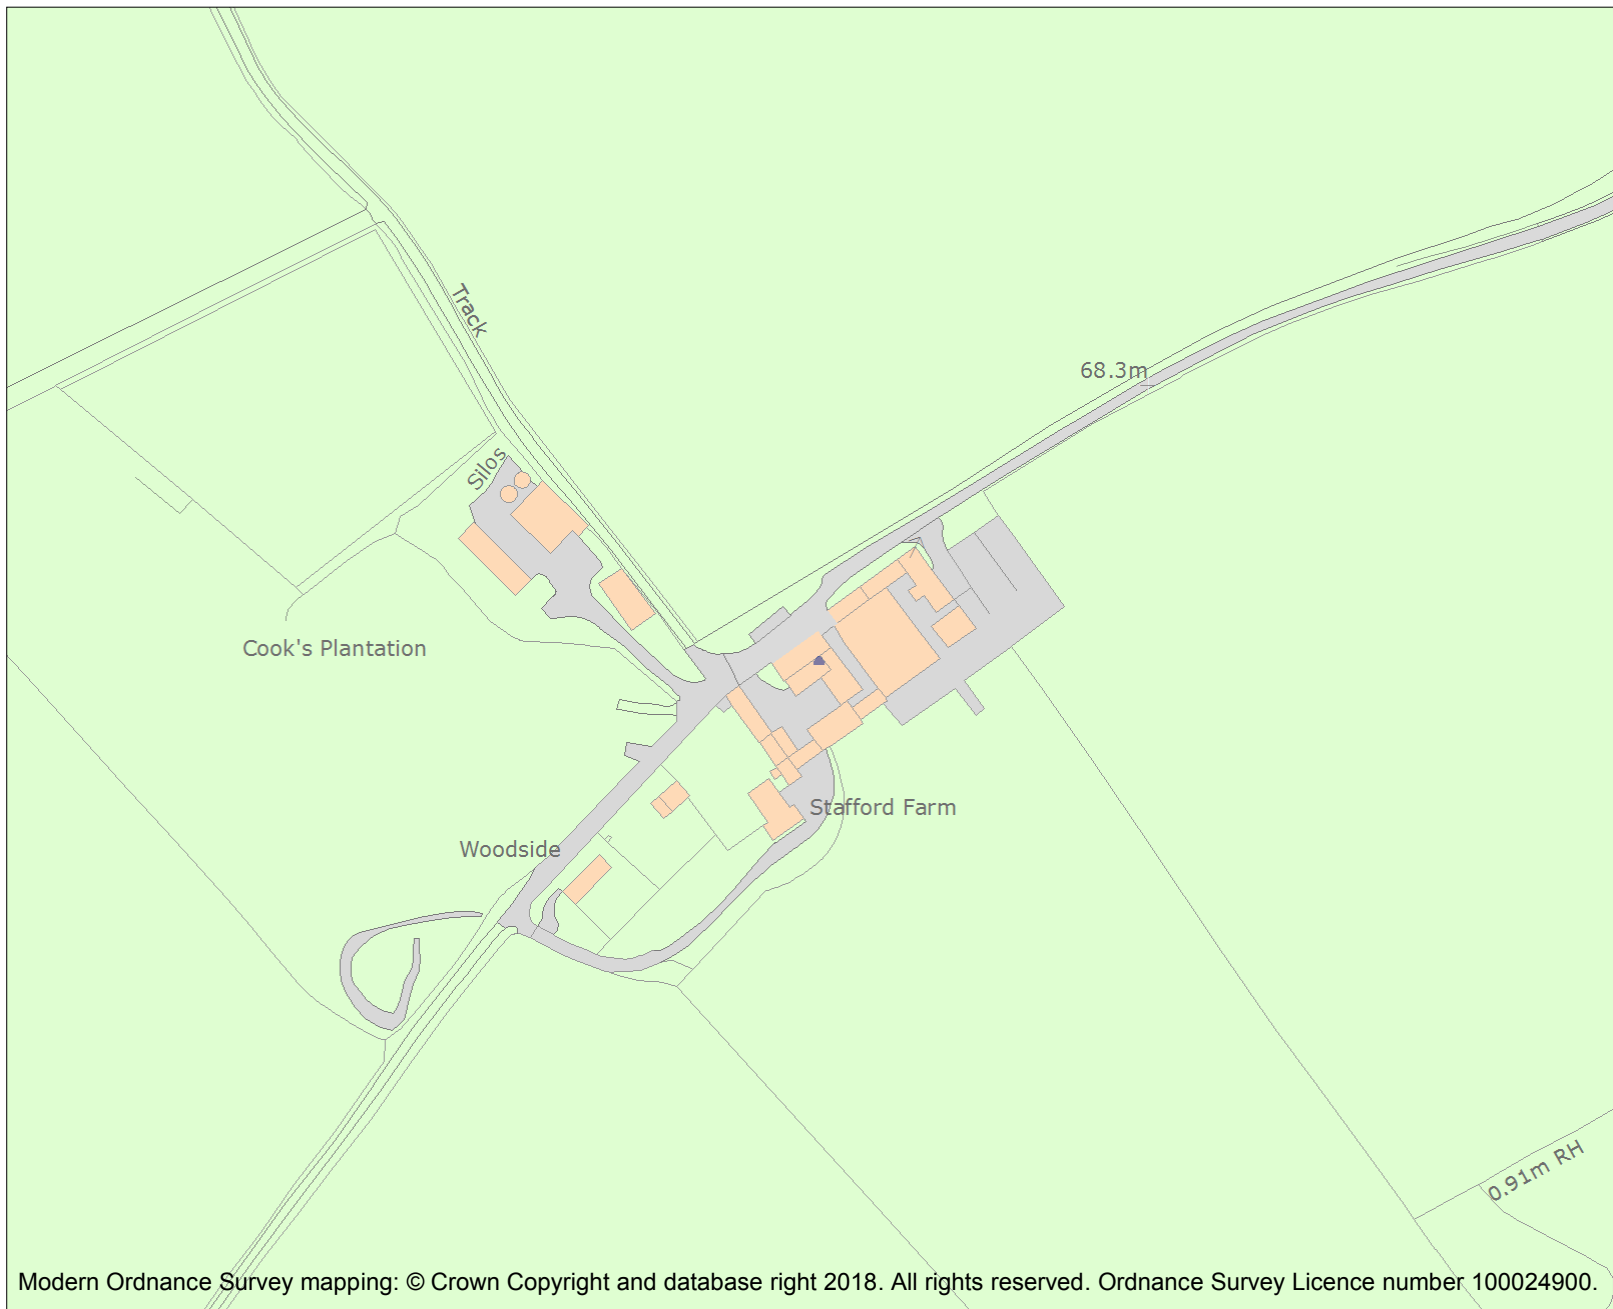 Track
68.3m
Silos
Cook's Plantation
Stafford Farm
Woodside
0.91m RH
Modern Ordnance Survey mapping: © Crown Copyright and database right 2018. All rights reserved. Ordnance Survey Licence number 100024900.